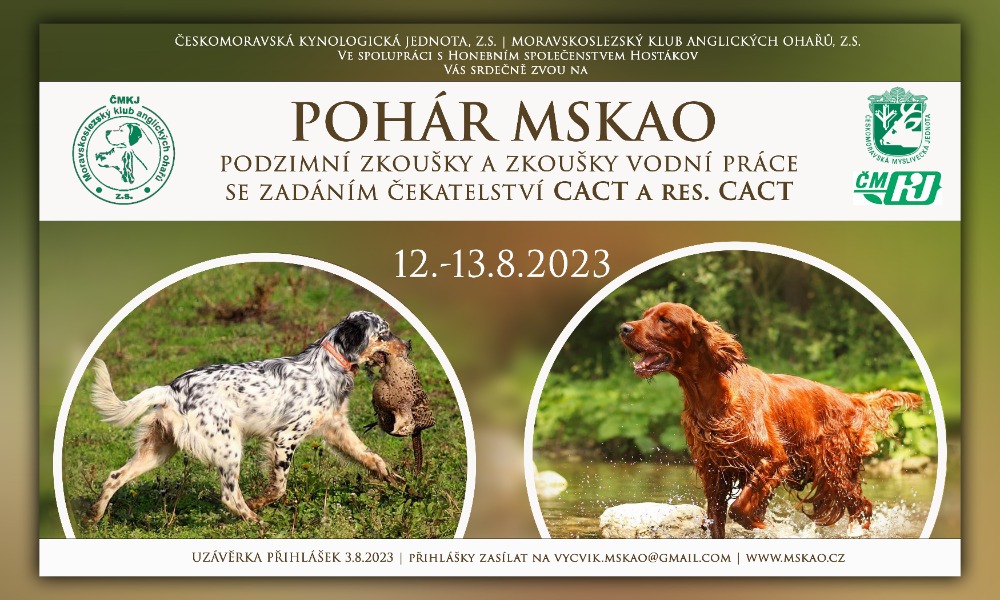 ČESKOMORAVSKÁ KYNOLOGICKÁ JEDNOTA, Z.S. | MORAVSKOSLEZSKÝ KLUB ANGLICKÝCH OHAŘŮ, Z.S.
VE SPOLUPRÁCI S HONEBNÍM SPOLEČENSTVEM HOSTÁKOV
VÁS SRDEČNĚ ZVOU NA
ČMKJ
Moravskoslezský klub anglických ohařů
z.s.
POHÁR MSKAO
PODZIMNÍ ZKOUŠKY A ZKOUŠKY VODNÍ PRÁCE
SE ZADÁNÍM ČEKATELSTVÍ CACT A RES. CACT
ČESKOMORAVSKÁ MYSLIVECKÁ JEDNOTA
ČMKJ
12.-13.8.2023
UZÁVĚRKA PŘIHLÁŠEK 3.8.2023 | PŘIHLÁŠKY ZASÍLAT NA VYCVIK.MSKAO@GMAIL.COM | WWW.MSKAO.CZ